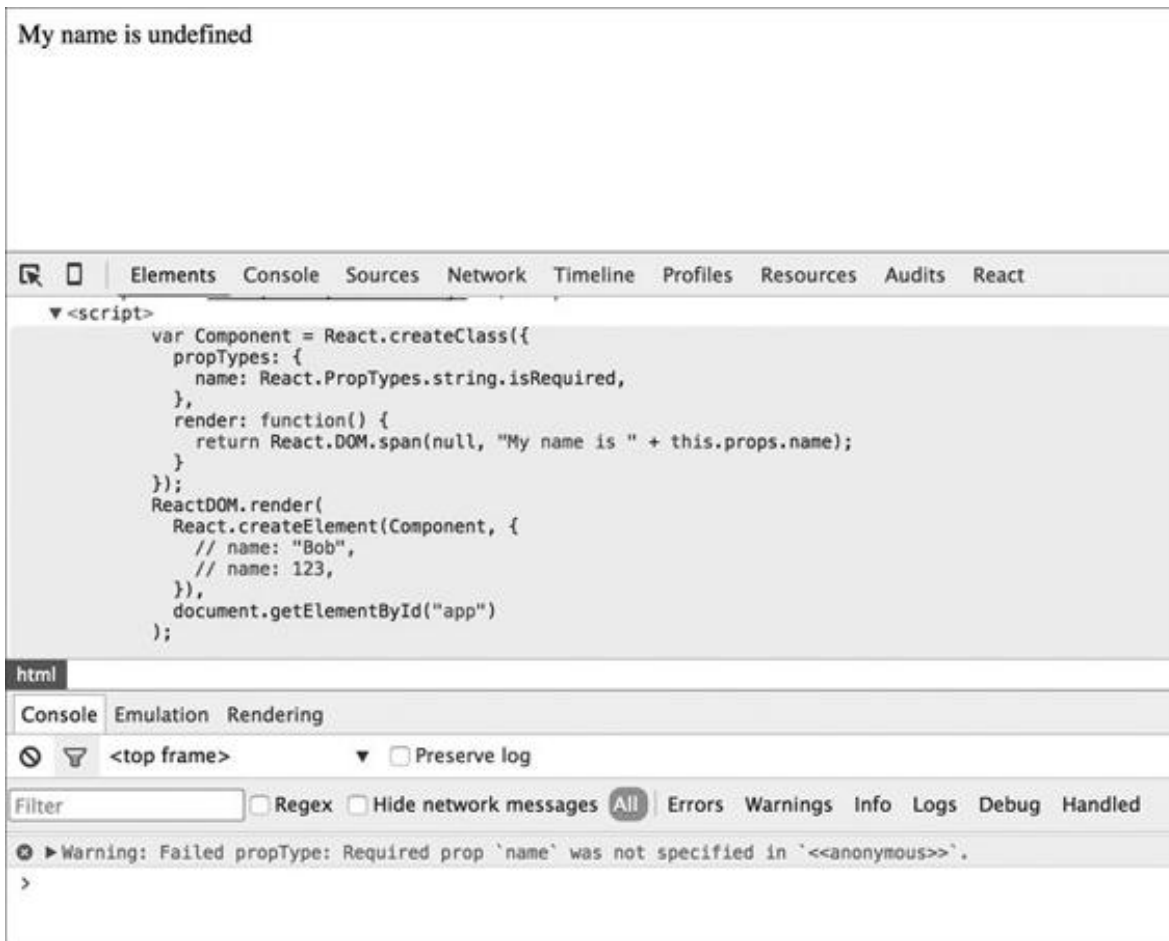 My name is undefined
Elements Console Sources Network Timeline Profiles Resources Audits React
▼<script>
var Component = React.createClass({
propTypes: {
name: React.PropTypes.string.isRequired,
},
render: function() {
return React.DOM.span(null, "My name is " + this.props.name);
}
});
ReactDOM.render(
React.createElement(Component, {
// name: "Bob",
// name: 123,
}),
document.getElementById("app")
);
html
Console Emulation Rendering
<top frame> ▼ Preserve log
Filter Regex Hide network messages All Errors Warnings Info Logs Debug Handled
▶Warning: Failed propType: Required prop `name` was not specified in `<<anonymous>>`.
>